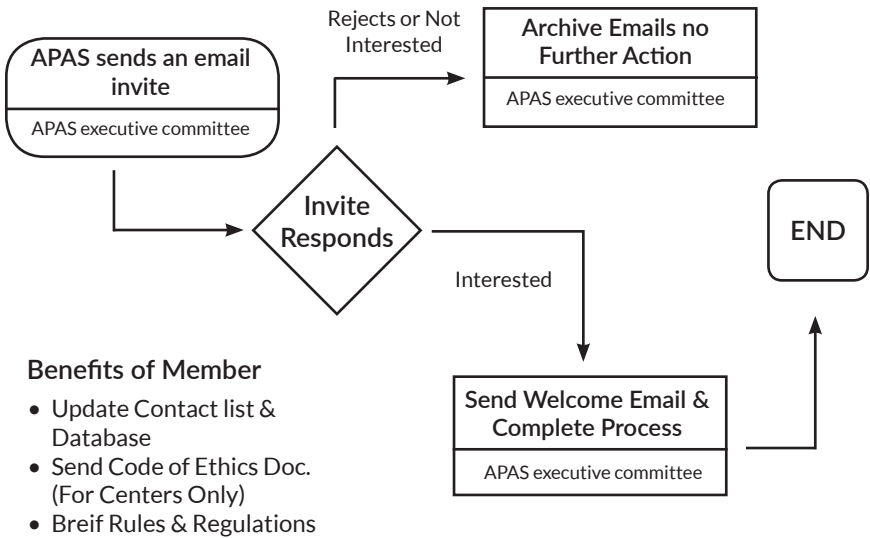 APAS sends an email
invite
APAS executive committee
Rejects or Not
Interested
Archive Emails no
Further Action
APAS executive committee
Invite
Responds
Interested
END
Send Welcome Email &
Complete Process
APAS executive committee
Benefits of Member
• Update Contact list &
Database
• Send Code of Ethics Doc.
(For Centers Only)
• Breif Rules & Regulations